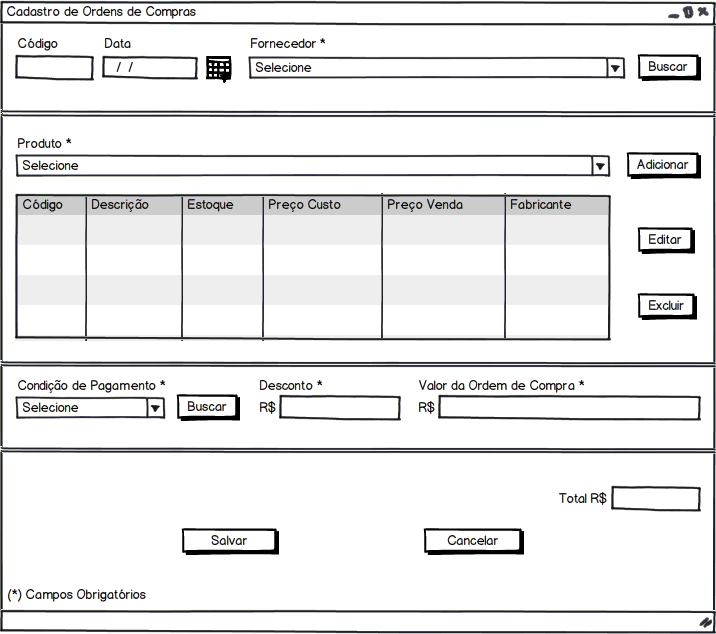 Cadastro de Ordens de Compras
Código Data Fornecedor *
/ / Selecione Buscar
Produto *
Selecione Adicionar
Código Descrição Estoque Preço Custo Preço Venda Fabricante
Editar
Excluir
Condição de Pagamento * Desconto * Valor da Ordem de Compra *
Selecione Buscar R$ R$
Total R$
Salvar Cancelar
(*) Campos Obrigatórios